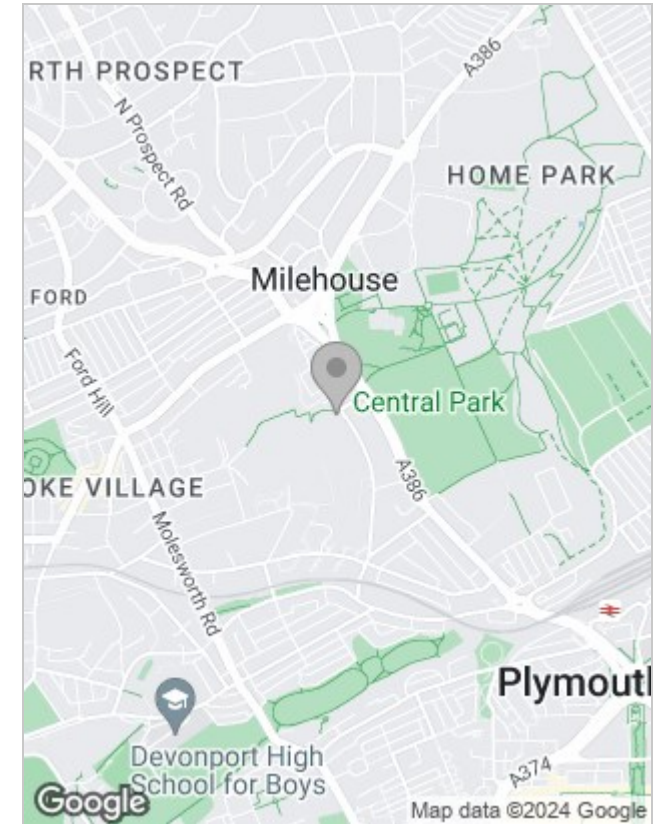 RTH PROSPECT
A386
N Prospect Rd
HOME PARK
Milehouse
FORD
Ford Hill
Central Park
A386
OKE VILLAGE
Molesworth Rd
Plymouth
Devonport High
School for Boys
A374
Google
Map data ©2024 Google